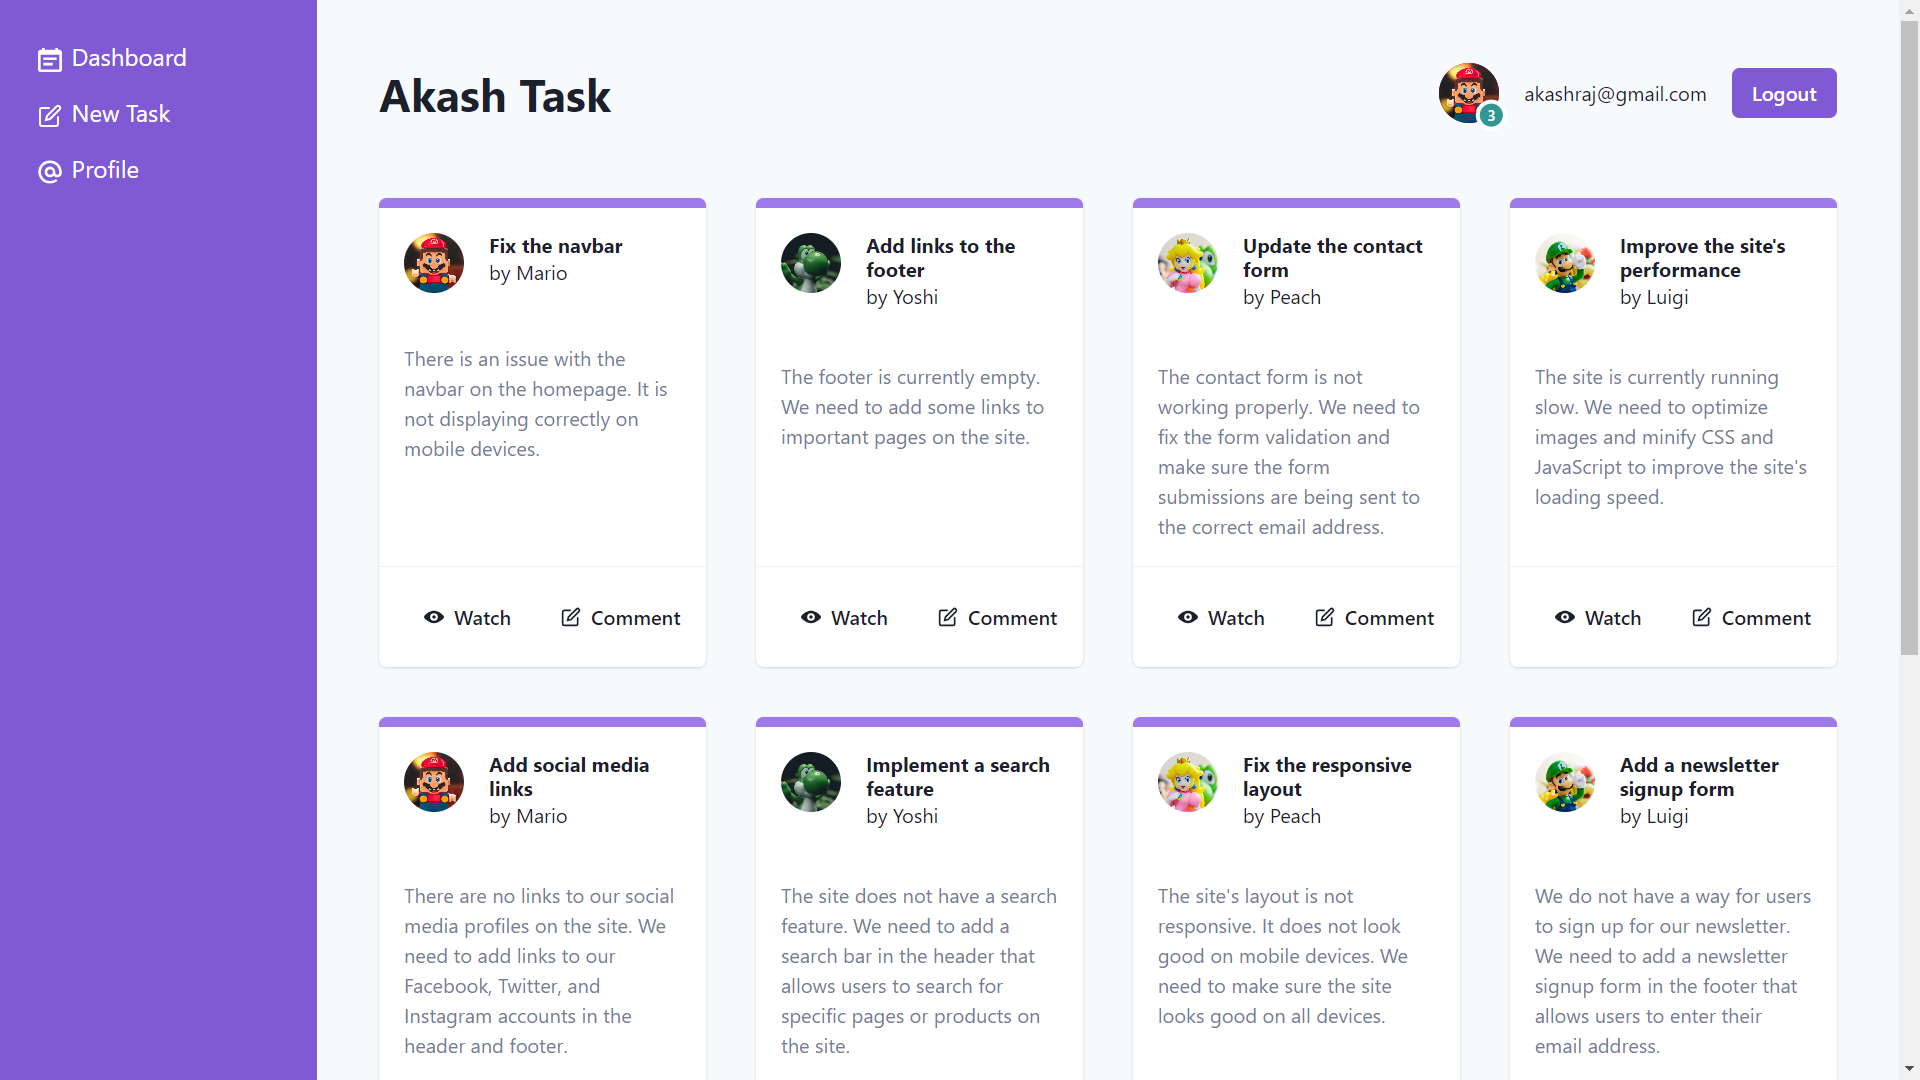 Dashboard
New Task
Profile
Akash Task
3
akashraj@gmail.com
Logout
Fix the navbar
by Mario
There is an issue with the
navbar on the homepage. It is
not displaying correctly on
mobile devices.
Watch
Comment
Add links to the
footer
by Yoshi
The footer is currently empty.
We need to add some links to
important pages on the site.
Watch
Comment
Update the contact
form
by Peach
The contact form is not
working properly. We need to
fix the form validation and
make sure the form
submissions are being sent to
the correct email address.
Watch
Comment
Improve the site's
performance
by Luigi
The site is currently running
slow. We need to optimize
images and minify CSS and
JavaScript to improve the site's
loading speed.
Watch
Comment
Add social media
links
by Mario
There are no links to our social
media profiles on the site. We
need to add links to our
Facebook, Twitter, and
Instagram accounts in the
header and footer.
Implement a search
feature
by Yoshi
The site does not have a search
feature. We need to add a
search bar in the header that
allows users to search for
specific pages or products on
the site.
Fix the responsive
layout
by Peach
The site's layout is not
responsive. It does not look
good on mobile devices. We
need to make sure the site
looks good on all devices.
Add a newsletter
signup form
by Luigi
We do not have a way for users
to sign up for our newsletter.
We need to add a newsletter
signup form in the footer that
allows users to enter their
email address.